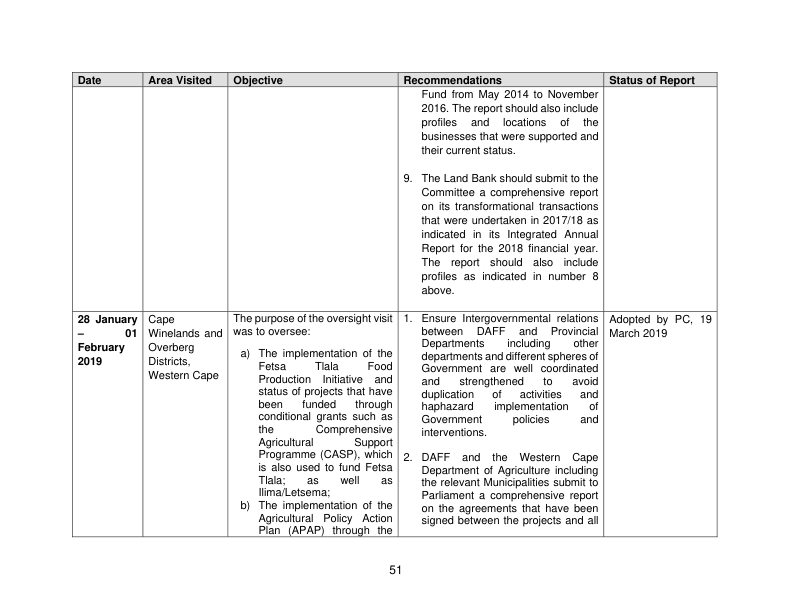 Date Area Visited Objective Recommendations Status of Report
Fund from May 2014 to November
2016. The report should also include
profiles and locations of the
businesses that were supported and
their current status.
9. The Land Bank should submit to the
Committee a comprehensive report
on its transformational transactions
that were undertaken in 2017/18 as
indicated in its Integrated Annual
Report for the 2018 financial year.
The report should also include
profiles as indicated in number 8
above.
28 January
– 01
February
2019
Cape
Winelands and
Overberg
Districts,
Western Cape
The purpose of the oversight visit
was to oversee:
a) The implementation of the
Fetsa Tlala Food
Production Initiative and
status of projects that have
been funded through
conditional grants such as
the Comprehensive
Agricultural Support
Programme (CASP), which
is also used to fund Fetsa
Tlala; as well as
Ilima/Letsema;
b) The implementation of the
Agricultural Policy Action
Plan (APAP) through the
1. Ensure Intergovernmental relations
between DAFF and Provincial
Departments including other
departments and different spheres of
Government are well coordinated
and strengthened to avoid
duplication of activities and
haphazard implementation of
Government policies and
interventions.
2. DAFF and the Western Cape
Department of Agriculture including
the relevant Municipalities submit to
Parliament a comprehensive report
on the agreements that have been
signed between the projects and all
Adopted by PC, 19
March 2019
51